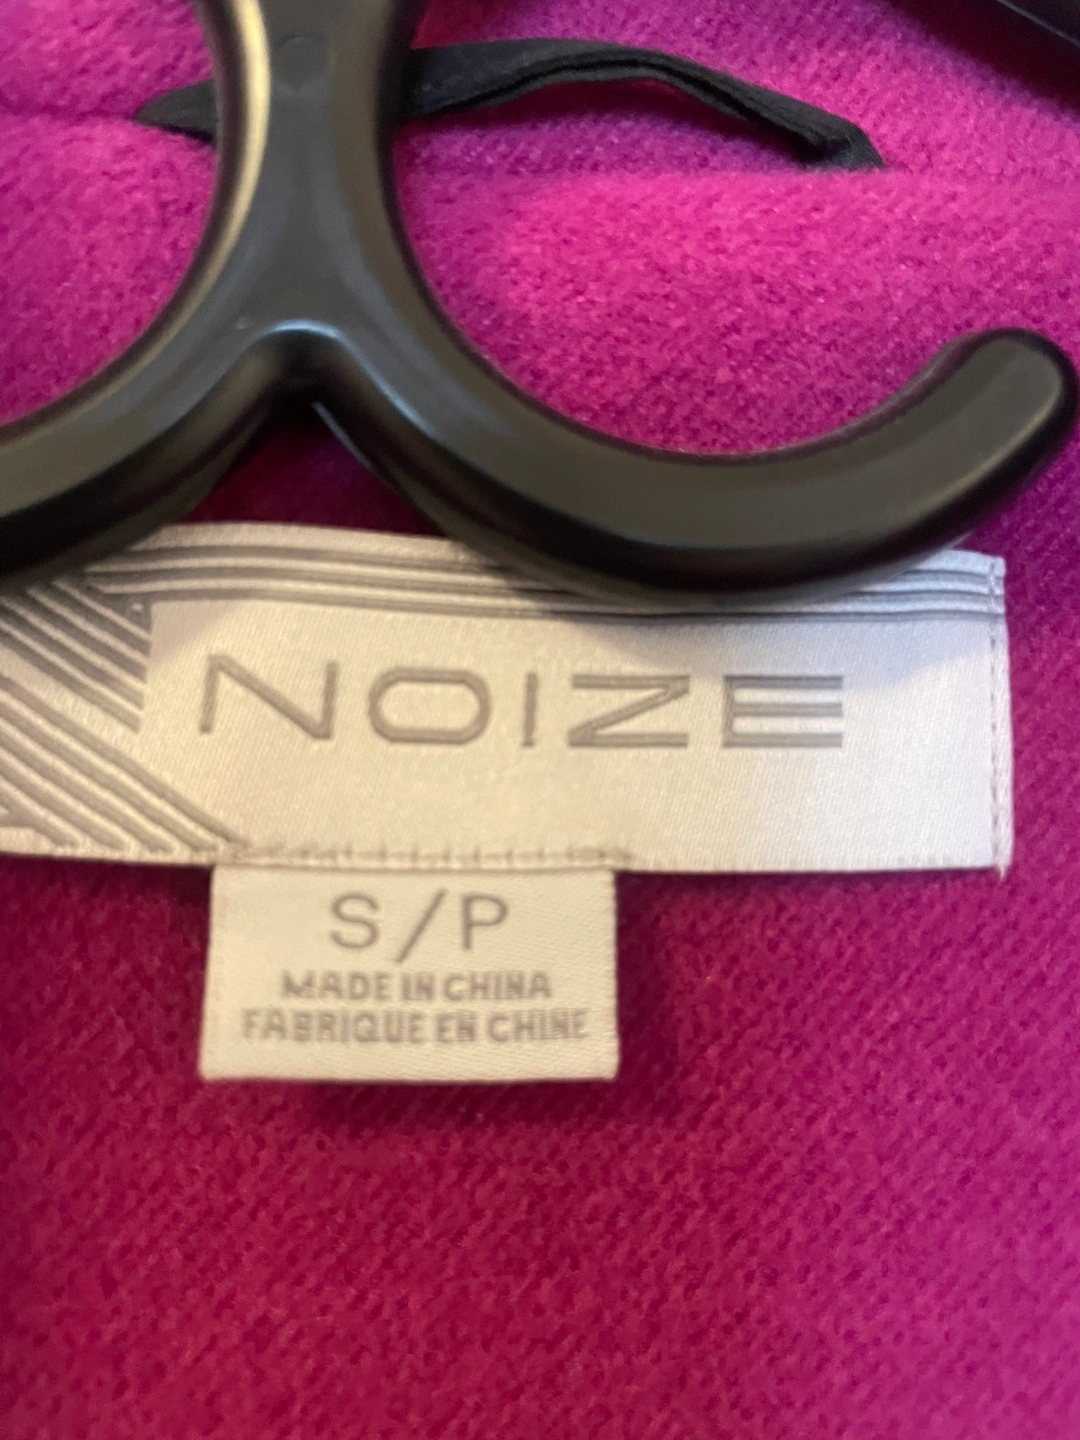 NOIZE
S/P
MADE IN CHINA
FABRIQUE EN CHINE